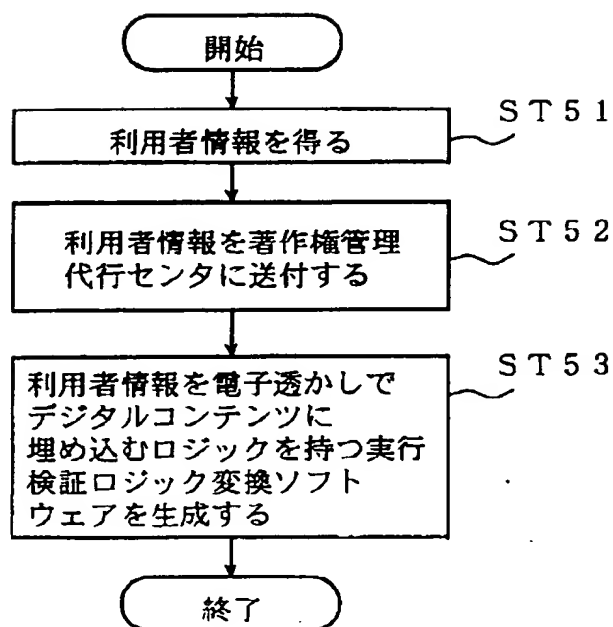 開始
ST51
利用者情報を得る
ST52
利用者情報を著作権管理
代行センタに送付する
ST53
利用者情報を電子透かしで
デジタルコンテンツに
埋め込むロジックを持つ実行
検証ロジック変換ソフト
ウェアを生成する
終了